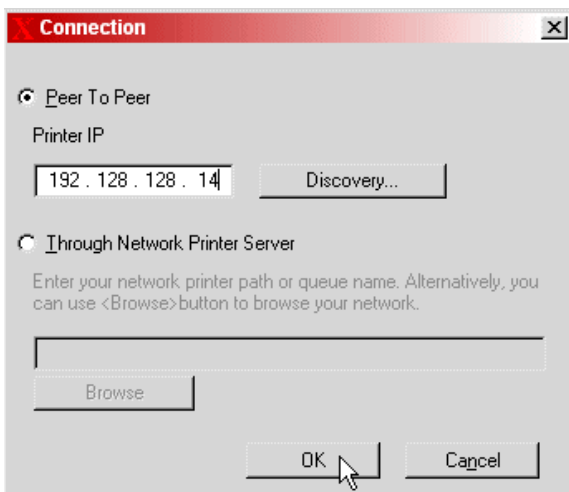 Connection
Peer To Peer
Printer IP
192 . 128 . 128 . 14
Discovery...
Through Network Printer Server
Enter your network printer path or queue name. Alternatively, you
can use <Browse>button to browse your network.
Browse
OK
Cancel